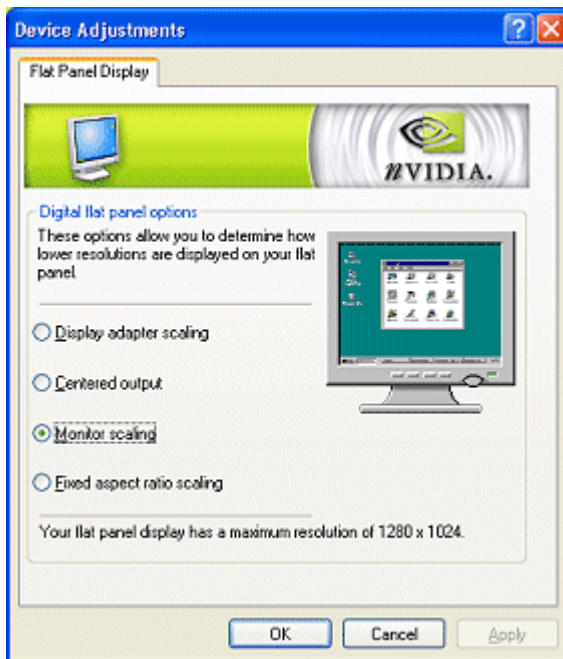 Device Adjustments
Flat Panel Display
nVIDIA.
Digital flat panel options
These options allow you to determine how
lower resolutions are displayed on your flat
panel.
Display adapter scaling
Centered output
Monitor scaling
Fixed aspect ratio scaling
Your flat panel display has a maximum resolution of 1280 x 1024.
OK
Cancel
Apply